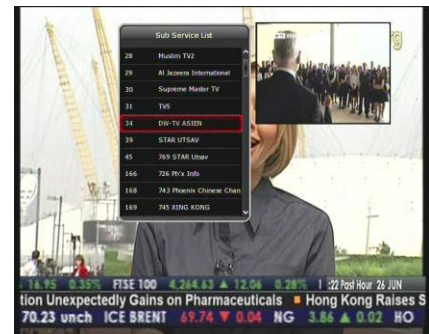 Sub Service List
28 Muslim TV2
29 Al Jazeera International
30 Supreme Master TV
31 TV5
34 DW-TV ASIEN
39 STAR UTSAV
45 769 STAR Utsav
166 726 Ph'x Info
168 743 Phoenix Chinese Chan
169 745 KING KONG
16.95 0.35% FTSE 100 4,264.63 ▲ 12.06 0.28% :22 Past Hour 26 JUN
tion Unexpectedly Gains on Pharmaceuticals ■ Hong Kong Raises S
70.23 unch ICE BRENT 69.74 ▼ 0.04 NG 3.86 ▲ 0.02 HO